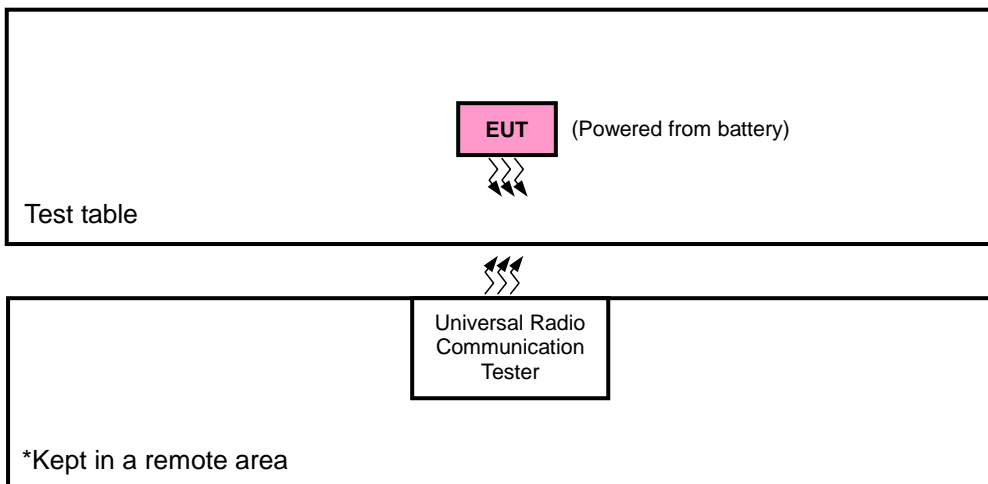 EUT
(Powered from battery)
Test table
Universal Radio
Communication
Tester
*Kept in a remote area